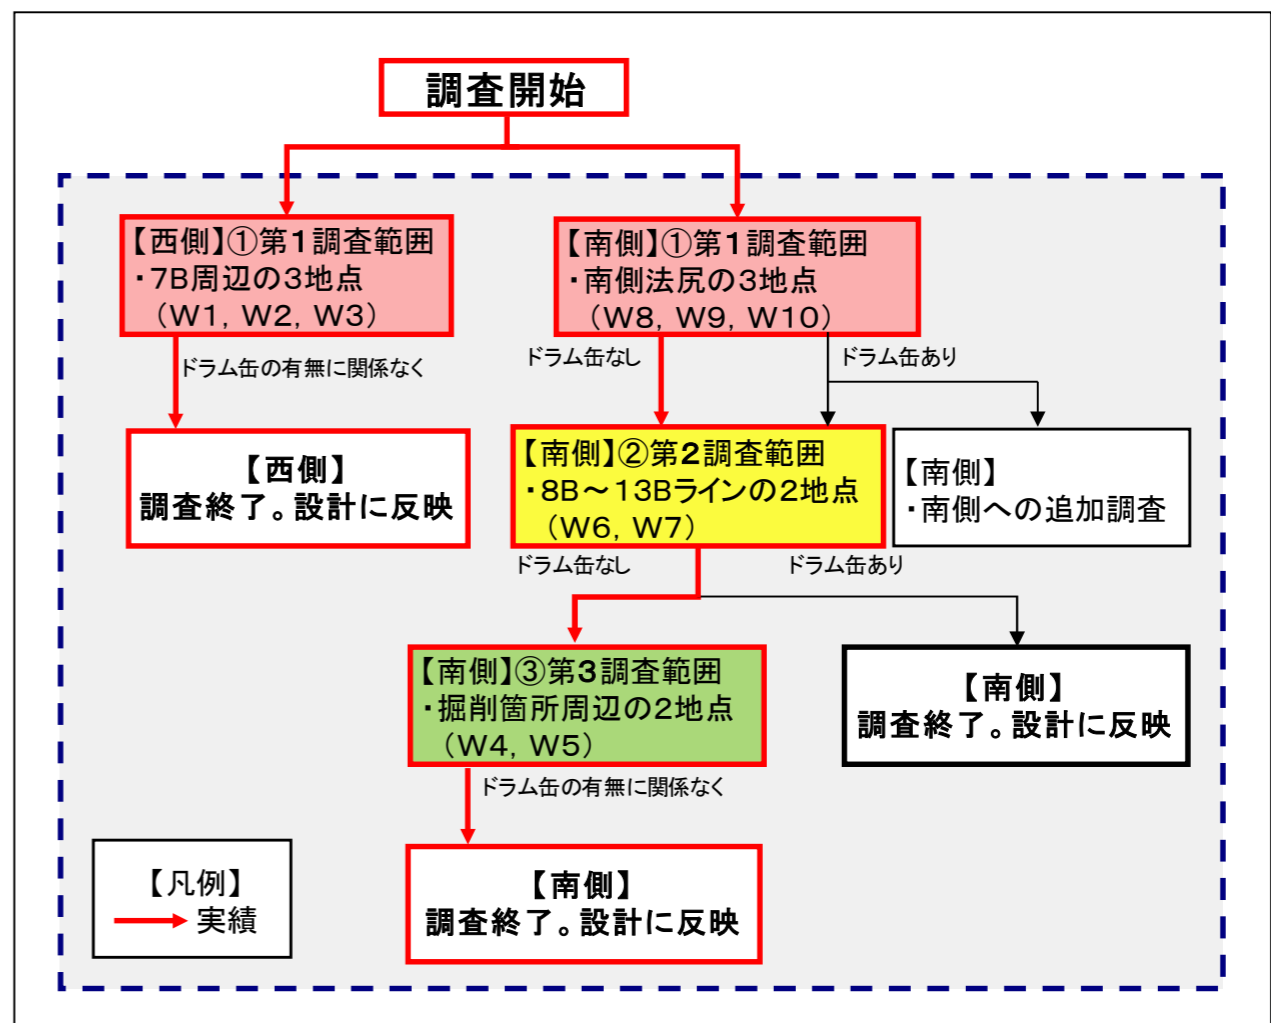 調査開始
【西側】①第1調査範囲
・7B周辺の3地点
（W1, W2, W3）
【南側】①第1調査範囲
・南側法尻の3地点
（W8, W9, W10）
ドラム缶の有無に関係なく
ドラム缶なし
ドラム缶あり
【西側】
調査終了。設計に反映
【南側】②第2調査範囲
・8B～13Bラインの2地点
（W6, W7）
【南側】
・南側への追加調査
ドラム缶なし
ドラム缶あり
【南側】③第3調査範囲
・掘削箇所周辺の2地点
（W4, W5）
【南側】
調査終了。設計に反映
ドラム缶の有無に関係なく
【南側】
調査終了。設計に反映
【凡例】
実績